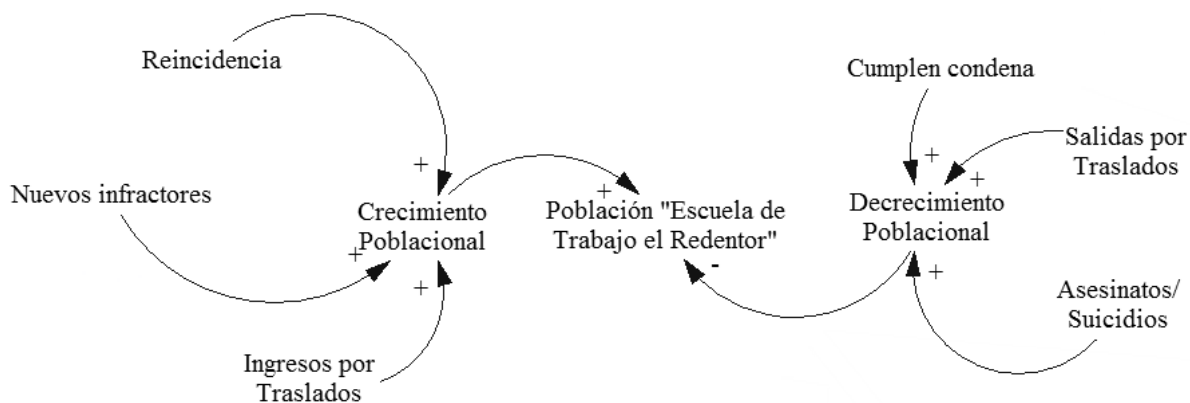 Reincidencia
Cumplen condena
Salidas por
Traslados
+
+
+
Nuevos infractores
+
Crecimiento
Poblacional
Población "Escuela de
Trabajo el Redentor"
Decrecimiento
Poblacional
+
+
-
+
Ingresos por
Traslados
Asesinatos/
Suicidios